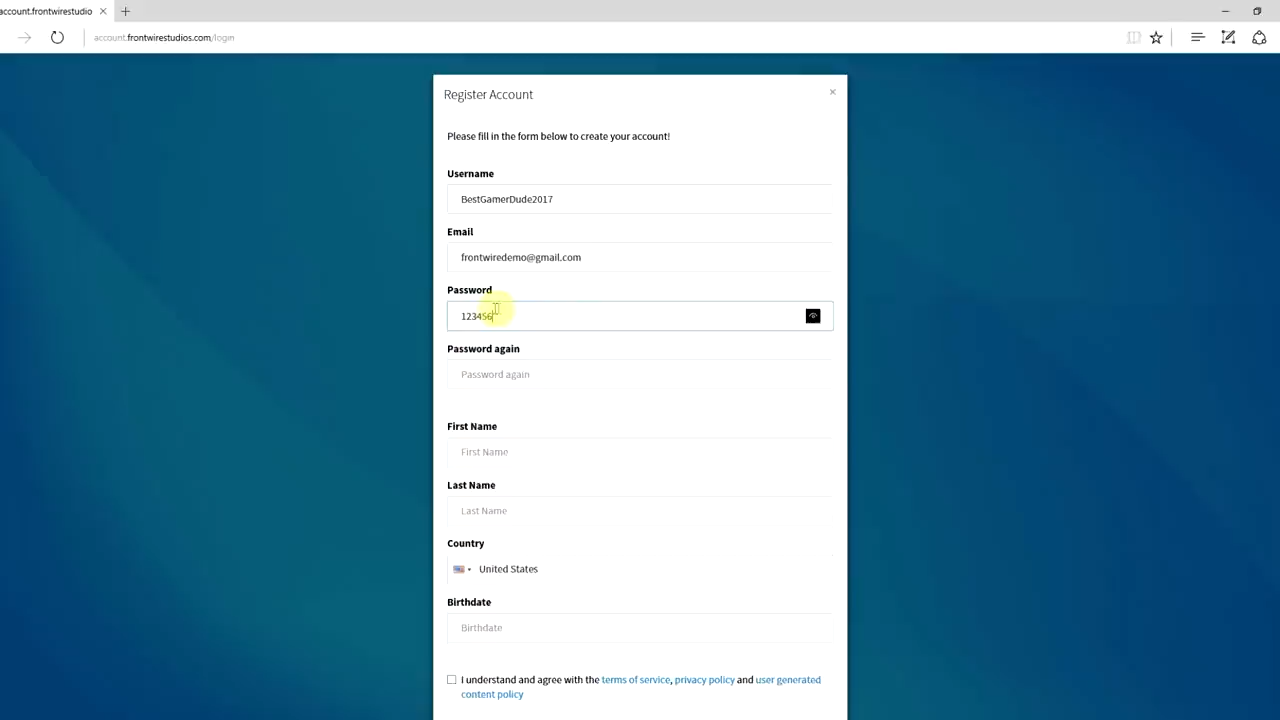 account.frontwirestudio
account.frontwirestudios.com/login
Register Account
Please fill in the form below to create your account!
Username
BestGamerDude2017
Email
frontwiredemo@gmail.com
Password
123456
Password again
Password again
First Name
First Name
Last Name
Last Name
Country
United States
Birthdate
Birthdate
I understand and agree with the terms of service, privacy policy and user generated
content policy